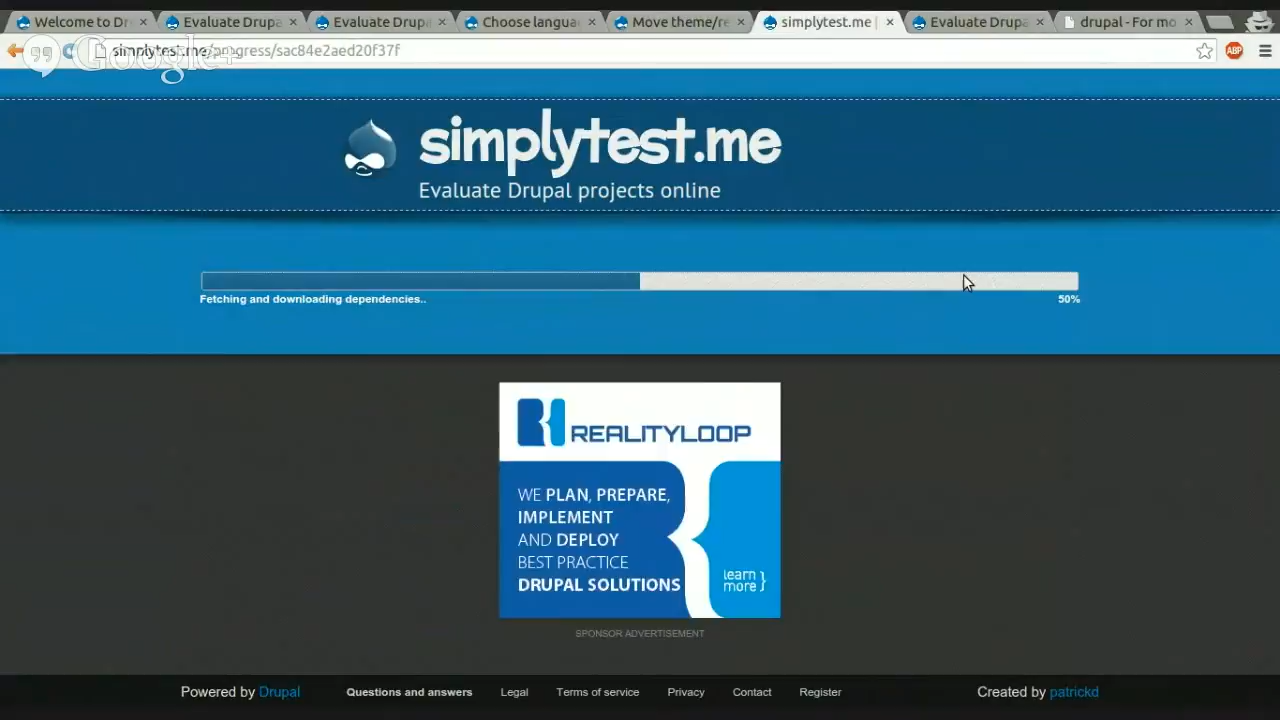 Welcome to Dr
Evaluate Drupa
Evaluate Drupa
Choose langua
Move theme/re
simplytest.me |
Evaluate Drupa
drupal - For mo
simplytest.me/progress/sac84e2aed20f37f
Google+
ABP
simplytest.me
Evaluate Drupal projects online
Fetching and downloading dependencies..
50%
REALITYLOOP
WE PLAN, PREPARE,
IMPLEMENT
AND DEPLOY
BEST PRACTICE
DRUPAL SOLUTIONS
learn
more }
SPONSOR ADVERTISEMENT
Powered by Drupal
Questions and answers
Legal
Terms of service
Privacy
Contact
Register
Created by patrickd